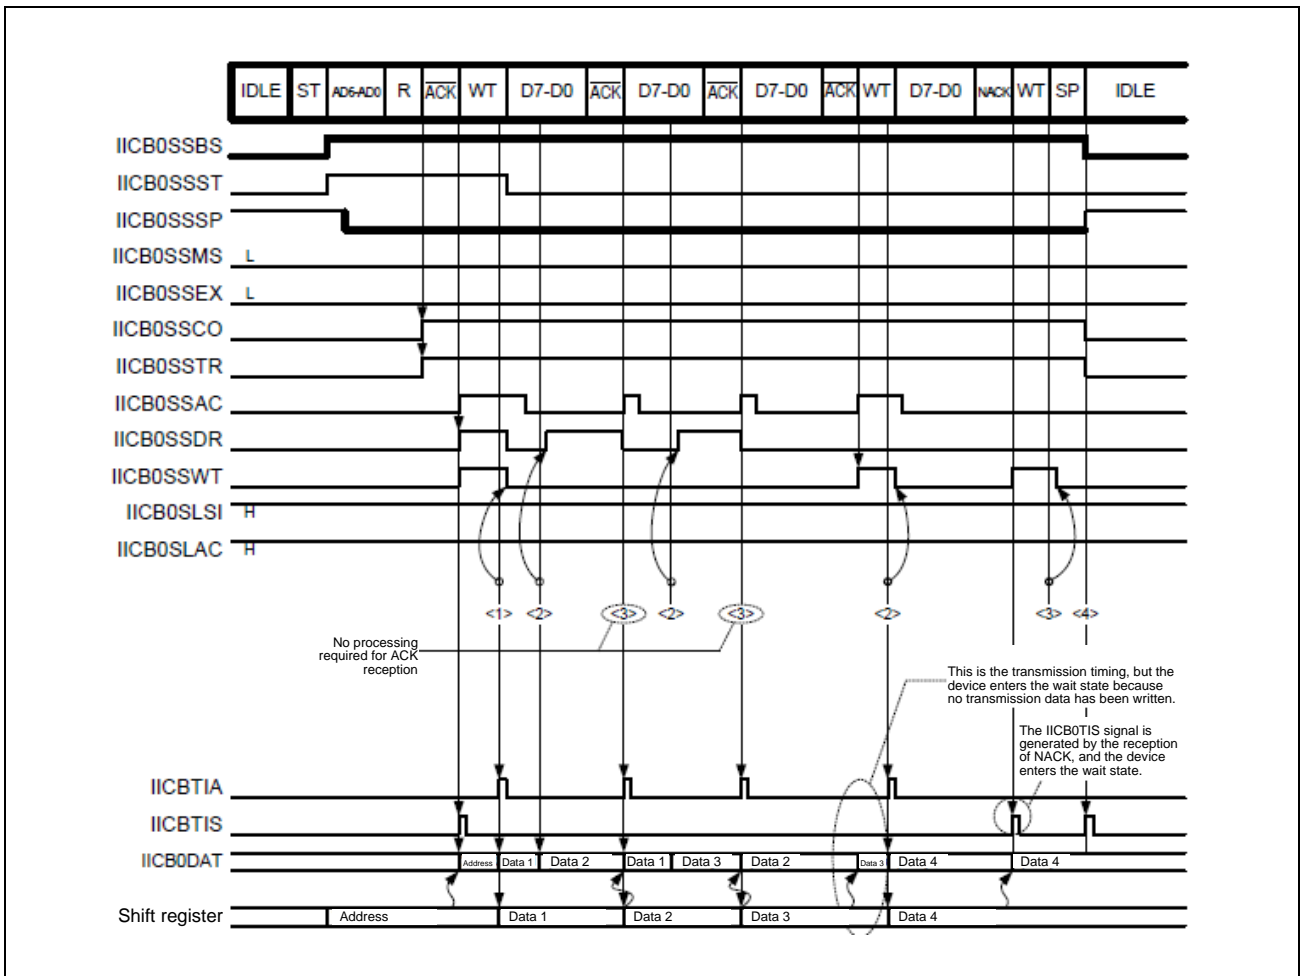 IDLE ST AD6-AD0 R ACK WT D7-D0 ACK D7-D0 ACK D7-D0 ACK WT D7-D0 NACK WT SP IDLE
IICB0SSBS
IICB0SSST
IICB0SSSP
IICB0SSMS L
IICB0SSEX L
IICB0SSCO
IICB0SSTR
IICB0SSAC
IICB0SSDR
IICB0SSWT
IICB0SLSI H
IICB0SLAC H
<1> <2> <3> <2> <3> <2> <3> <4>
No processing
required for ACK
reception
This is the transmission timing, but the
device enters the wait state because
no transmission data has been written.
The IICB0TIS signal is
generated by the reception
of NACK, and the device
enters the wait state.
IICBTIA
IICBTIS
IICB0DAT Address Data 1 Data 2 Data 1 Data 3 Data 2 Data 3 Data 4 Data 4
Shift register Address Data 1 Data 2 Data 3 Data 4